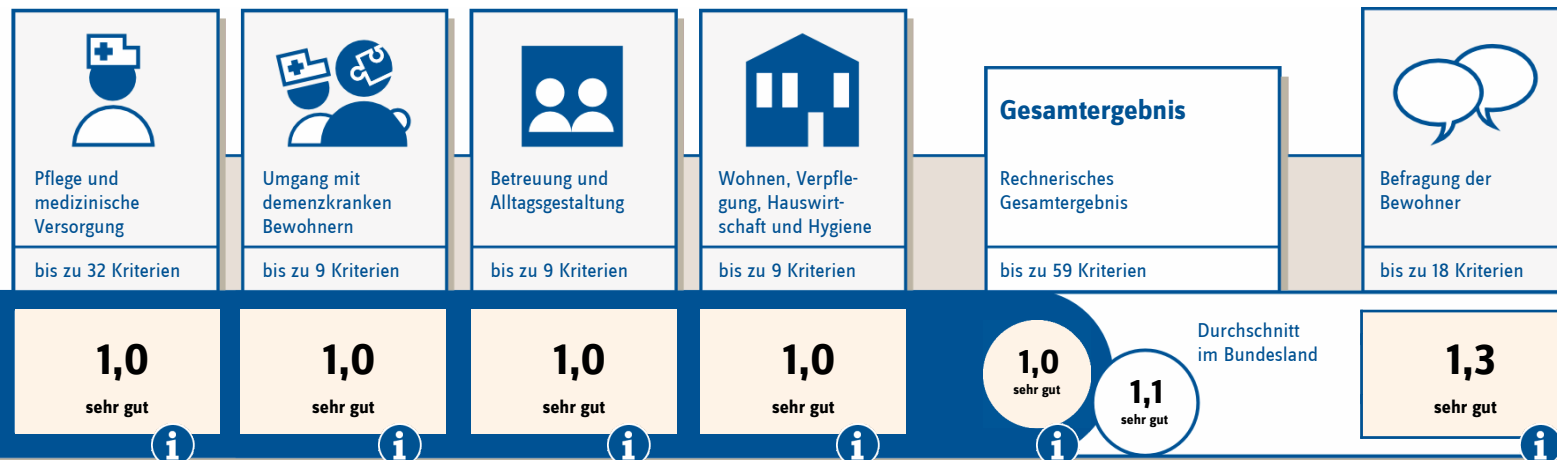 Pflege und
medizinische
Versorgung
bis zu 32 Kriterien
1,0
sehr gut
i
Umgang mit
demenzkranken
Bewohnern
bis zu 9 Kriterien
1,0
sehr gut
i
Betreuung und
Alltagsgestaltung
bis zu 9 Kriterien
1,0
sehr gut
i
Wohnen, Verpfle-
gung, Hauswirt-
schaft und Hygiene
bis zu 9 Kriterien
1,0
sehr gut
i
Gesamtergebnis
Rechnerisches
Gesamtergebnis
bis zu 59 Kriterien
1,0
sehr gut
i
Durchschnitt
im Bundesland
1,1
sehr gut
Befragung der
Bewohner
bis zu 18 Kriterien
1,3
sehr gut
i